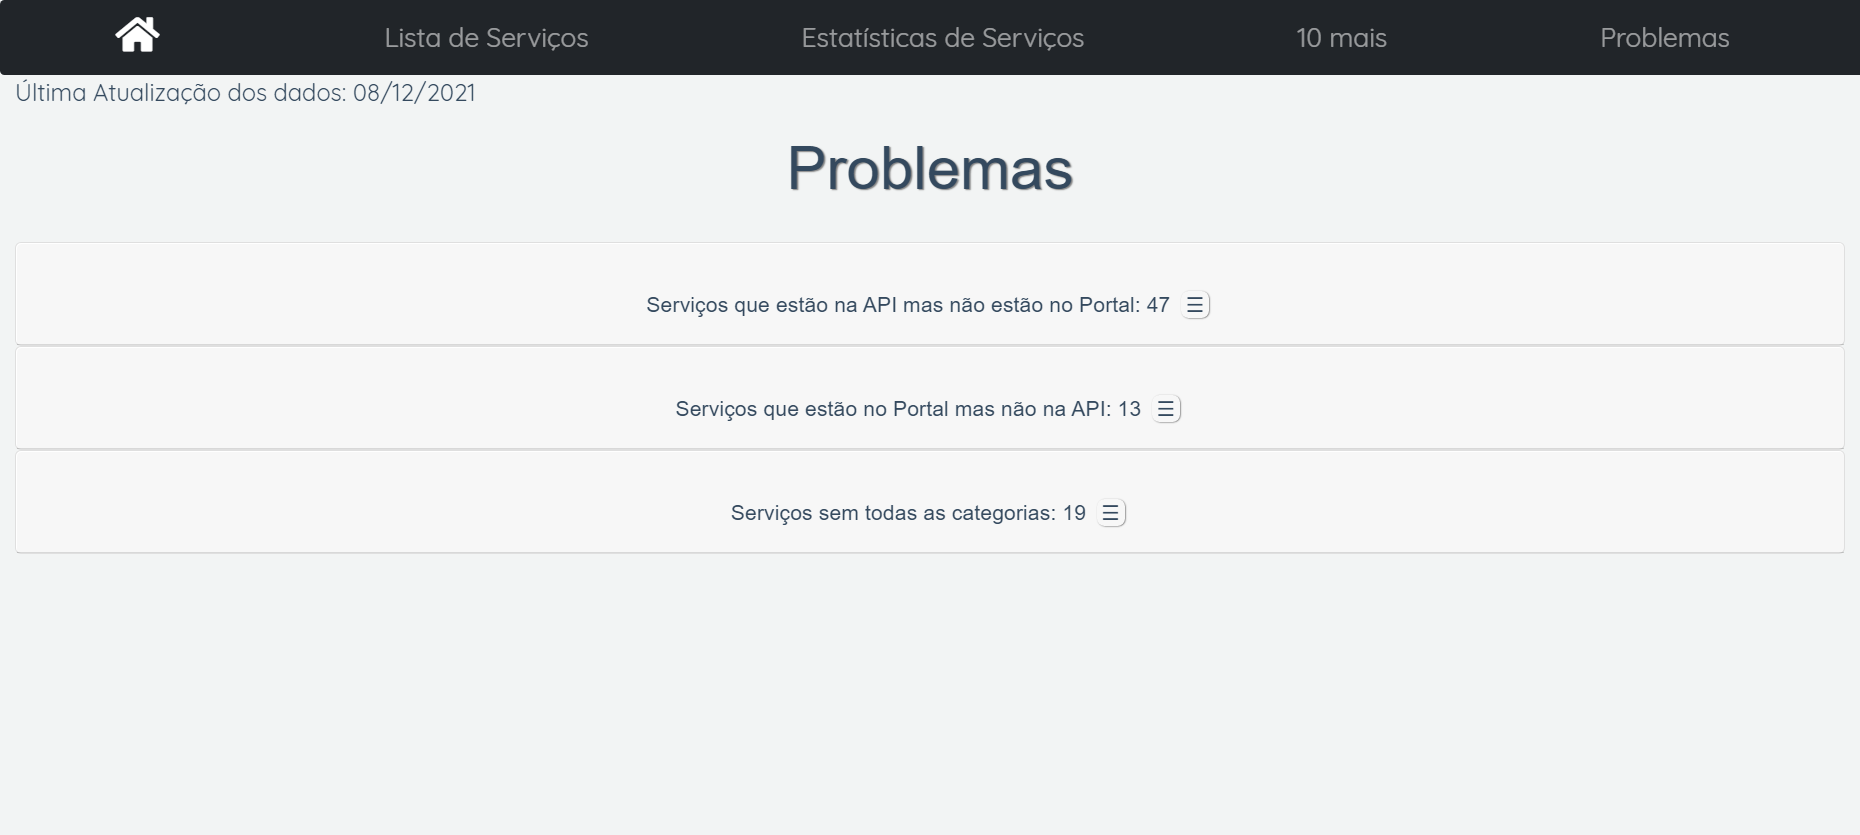 Lista de Serviços Estatísticas de Serviços 10 mais Problemas
Última Atualização dos dados: 08/12/2021
Problemas
Serviços que estão na API mas não estão no Portal: 47
Serviços que estão no Portal mas não na API: 13
Serviços sem todas as categorias: 19